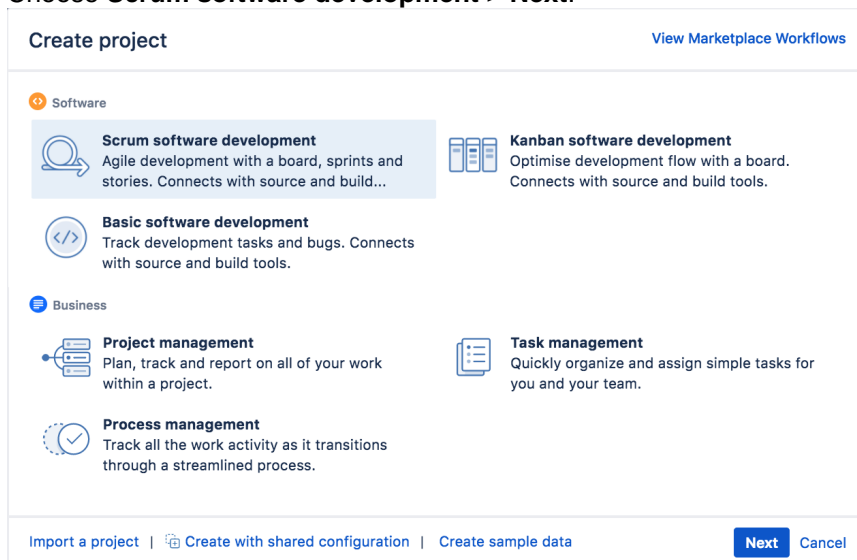 Choose Scrum software development > Next.
Create project
View Marketplace Workflows
Software
Scrum software development
Agile development with a board, sprints and
stories. Connects with source and build...
Kanban software development
Optimise development flow with a board.
Connects with source and build tools.
Basic software development
Track development tasks and bugs. Connects
with source and build tools.
Business
Project management
Plan, track and report on all of your work
within a project.
Task management
Quickly organize and assign simple tasks for
you and your team.
Process management
Track all the work activity as it transitions
through a streamlined process.
Import a project | Create with shared configuration | Create sample data
Next Cancel